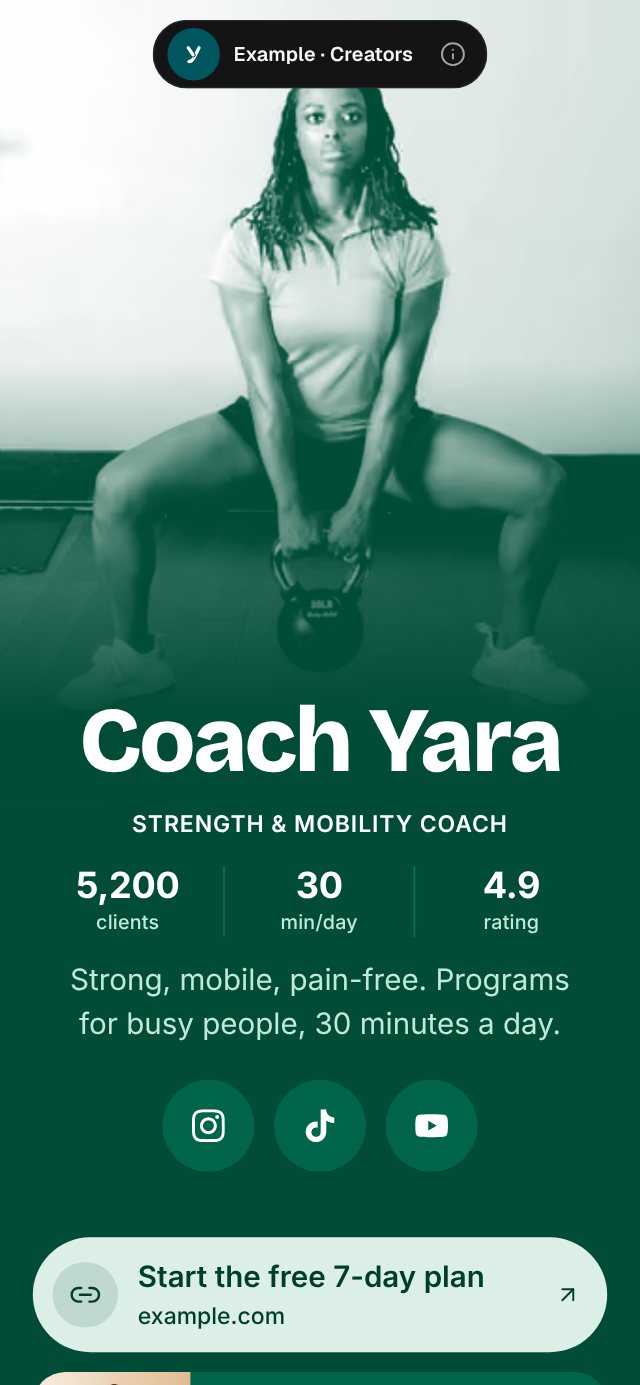 y Example · Creators
35LB
Coach Yara
STRENGTH & MOBILITY COACH
5,200 30 4.9
clients min/day rating
Strong, mobile, pain-free. Programs
for busy people, 30 minutes a day.
Start the free 7-day plan
example.com